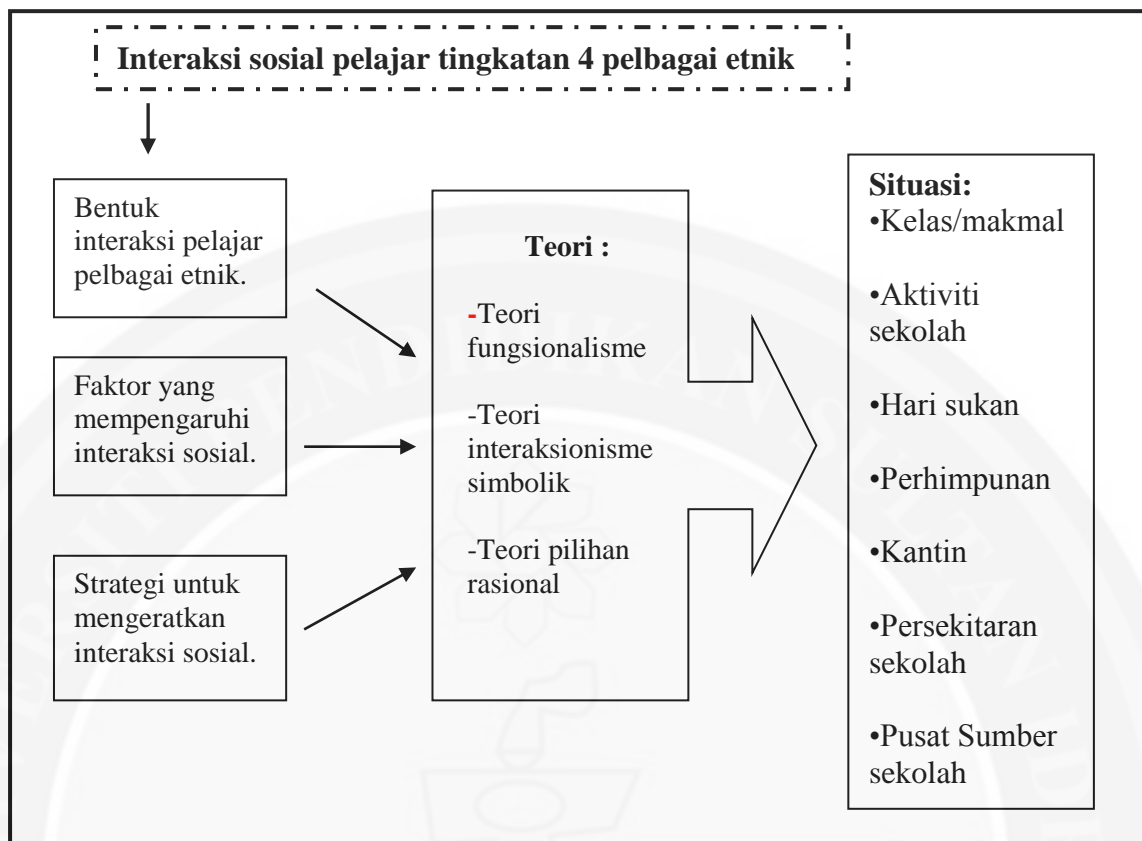 Interaksi sosial pelajar tingkatan 4 pelbagai etnik
Bentuk
interaksi pelajar
pelbagai etnik.
Faktor yang
mempengaruhi
interaksi sosial.
Strategi untuk
mengeratkan
interaksi sosial.
Teori :
-Teori
fungsionalisme
-Teori
interaksionisme
simbolik
-Teori pilihan
rasional
Situasi:
•Kelas/makmal
•Aktiviti
sekolah
•Hari sukan
•Perhimpunan
•Kantin
•Persekitaran
sekolah
•Pusat Sumber
sekolah